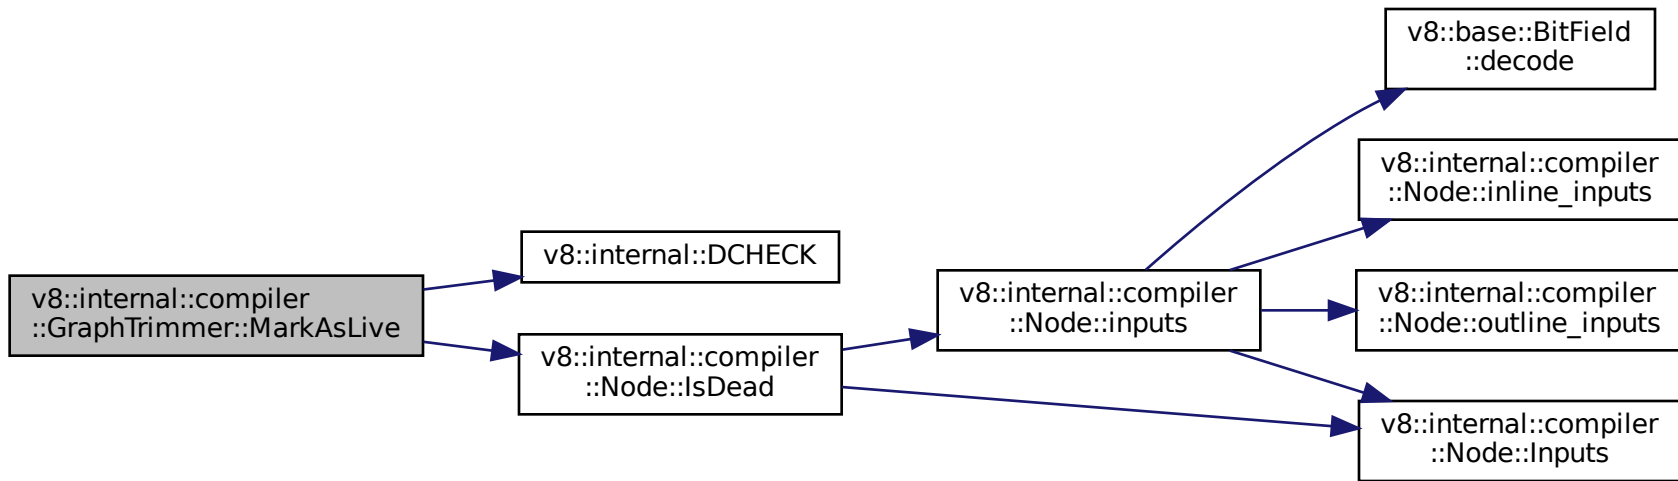 v8::base::BitField
::decode
v8::internal::compiler
::Node::inline_inputs
v8::internal::DCHECK
v8::internal::compiler
::GraphTrimmer::MarkAsLive
v8::internal::compiler
::Node::inputs
v8::internal::compiler
::Node::outline_inputs
v8::internal::compiler
::Node::IsDead
v8::internal::compiler
::Node::Inputs